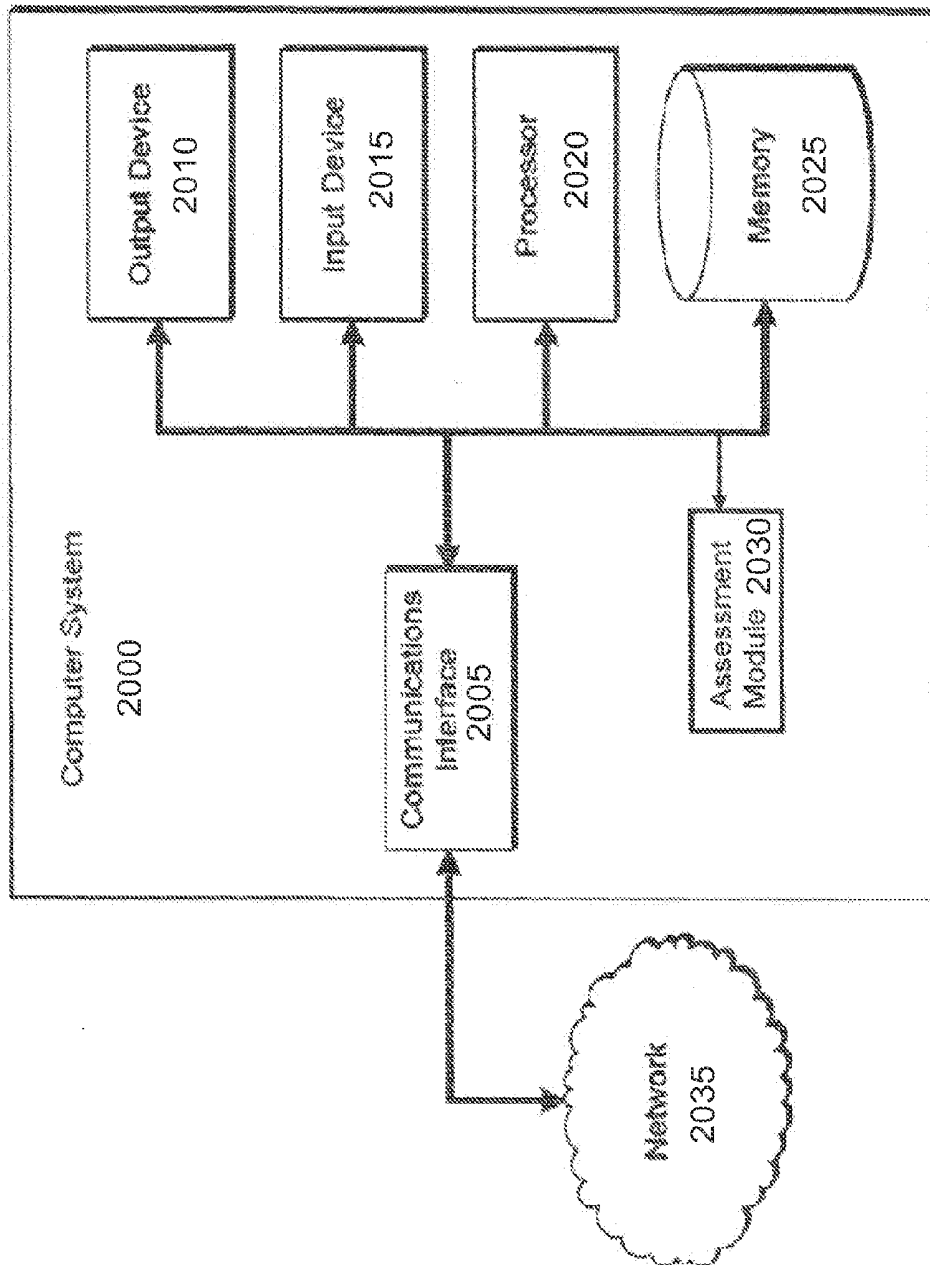 Computer System
2000
Output Device
2010
Input Device
2015
Processor
2020
Memory
2025
Communications
Interface
2005
Assessment
Module 2030
Network
2035